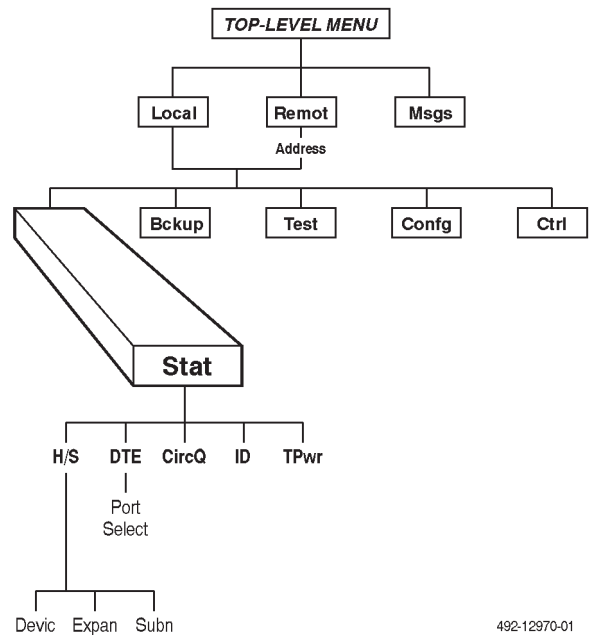 TOP-LEVEL MENU
Local Remot Msgs
Address
Bckup Test Confg Ctrl
Stat
H/S DTE CircQ ID TPwr
Port
Select
Devic Expan Subn
492-12970-01